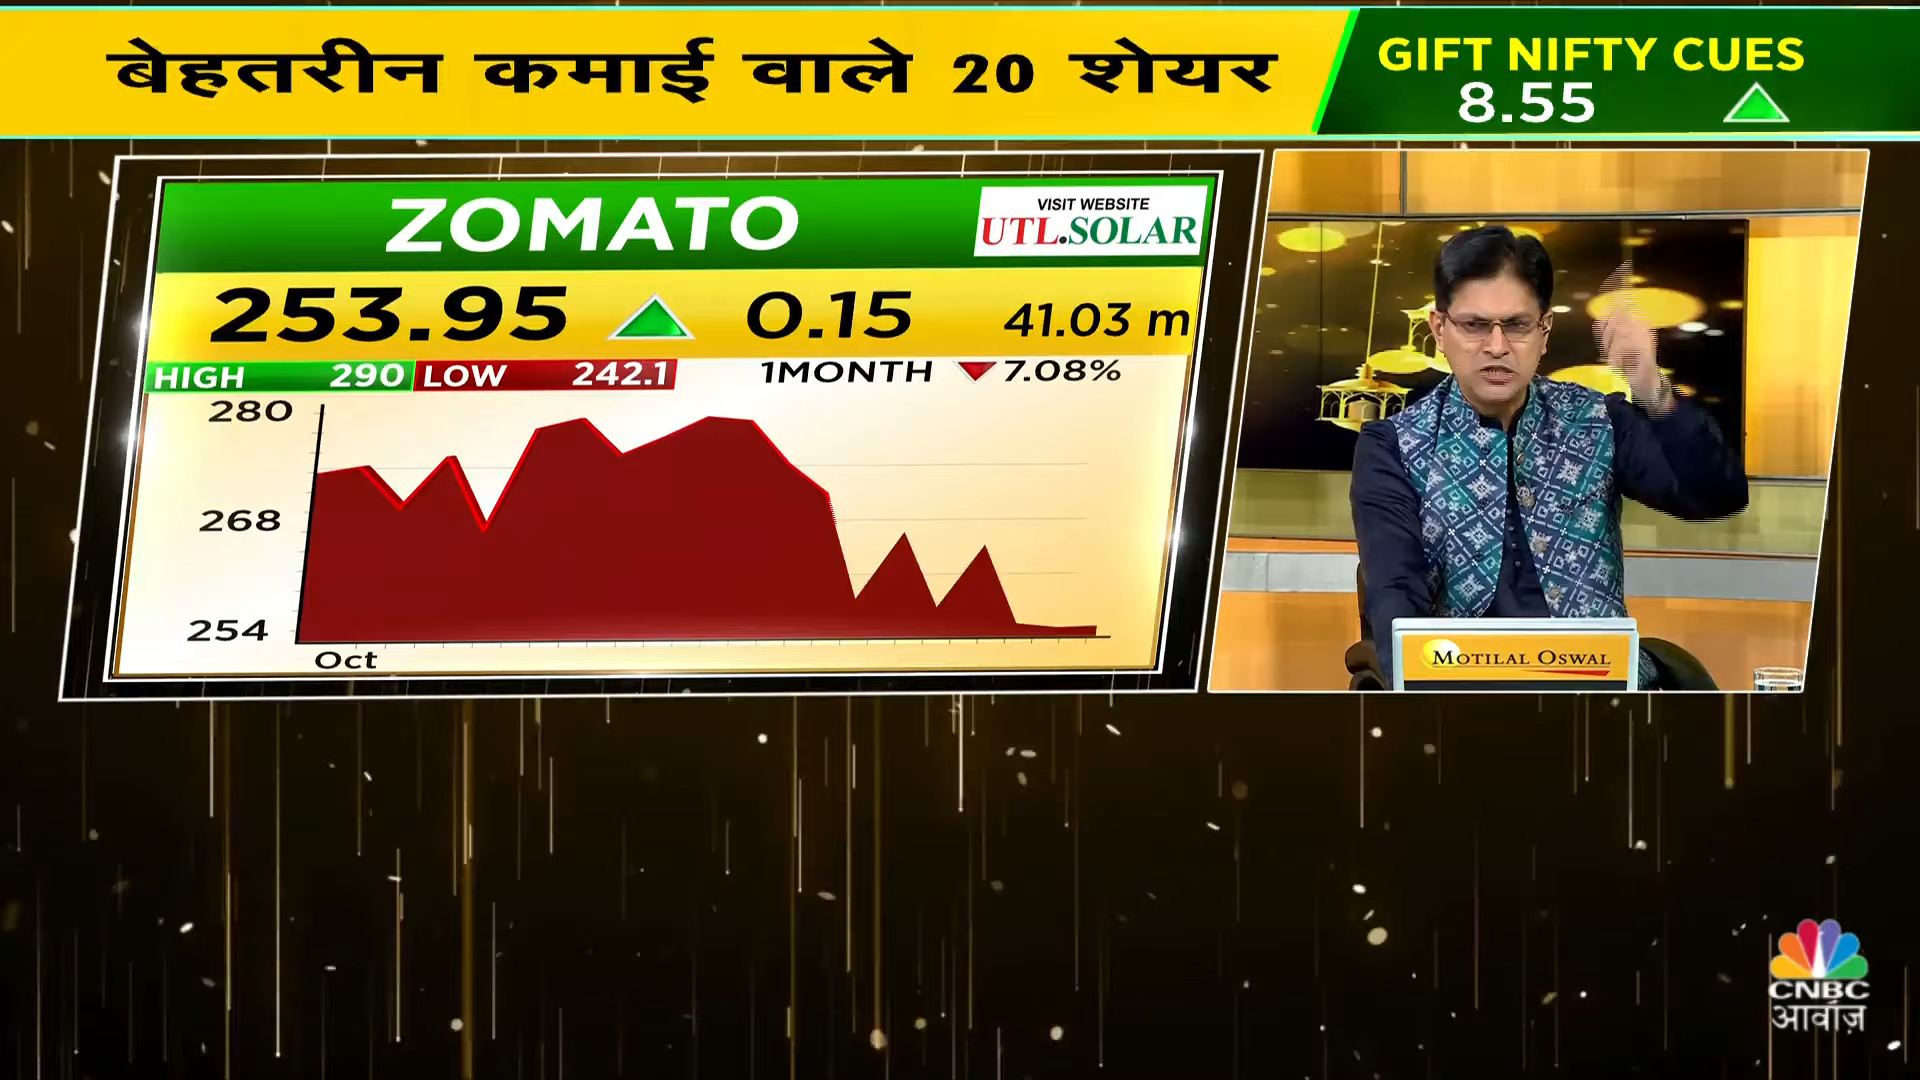 बेहतरीन कमाई वाले 20 शेयर
GIFT NIFTY CUES
8.55
ZOMATO
VISIT WEBSITE
UTL.SOLAR
253.95 0.15 41.03 m
HIGH 290 LOW 242.1 1MONTH 7.08%
280
268
254
Oct
MOTILAL OSWAL
CNBC
आवाज़